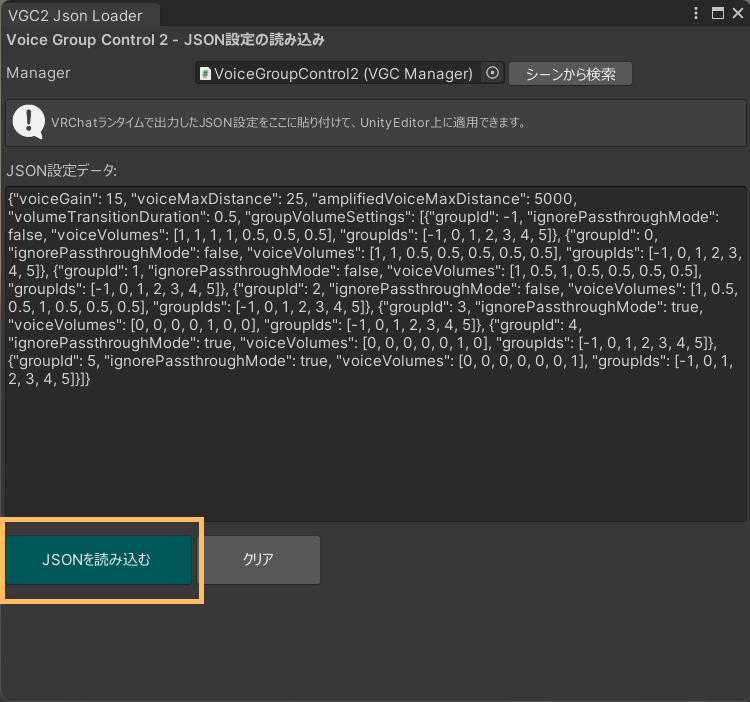 VGC2 Json Loader
Voice Group Control 2 - JSON設定の読み込み
Manager
VoiceGroupControl2 (VGC Manager)
シーンから検索
VRChatランタイムで出力したJSON設定をここに貼り付けて、UnityEditor上に適用できます。
JSON設定データ:
{"voiceGain": 15, "voiceMaxDistance": 25, "amplifiedVoiceMaxDistance": 5000,
"volumeTransitionDuration": 0.5, "groupVolumeSettings": [{"groupId": -1, "ignorePassthroughMode":
false, "voiceVolumes": [1, 1, 1, 1, 0.5, 0.5, 0.5], "groupIds": [-1, 0, 1, 2, 3, 4, 5]}, {"groupId": 0,
"ignorePassthroughMode": false, "voiceVolumes": [1, 1, 0.5, 0.5, 0.5, 0.5, 0.5], "groupIds": [-1, 0, 1, 2, 3,
4, 5]}, {"groupId": 1, "ignorePassthroughMode": false, "voiceVolumes": [1, 0.5, 1, 0.5, 0.5, 0.5, 0.5],
"groupIds": [-1, 0, 1, 2, 3, 4, 5]}, {"groupId": 2, "ignorePassthroughMode": false, "voiceVolumes": [1, 0.5,
0.5, 1, 0.5, 0.5, 0.5], "groupIds": [-1, 0, 1, 2, 3, 4, 5]}, {"groupId": 3, "ignorePassthroughMode": true,
"voiceVolumes": [0, 0, 0, 0, 1, 0, 0], "groupIds": [-1, 0, 1, 2, 3, 4, 5]}, {"groupId": 4,
"ignorePassthroughMode": true, "voiceVolumes": [0, 0, 0, 0, 0, 1, 0], "groupIds": [-1, 0, 1, 2, 3, 4, 5]},
{"groupId": 5, "ignorePassthroughMode": true, "voiceVolumes": [0, 0, 0, 0, 0, 0, 1], "groupIds": [-1, 0, 1,
2, 3, 4, 5]}]}
JSONを読み込む
クリア